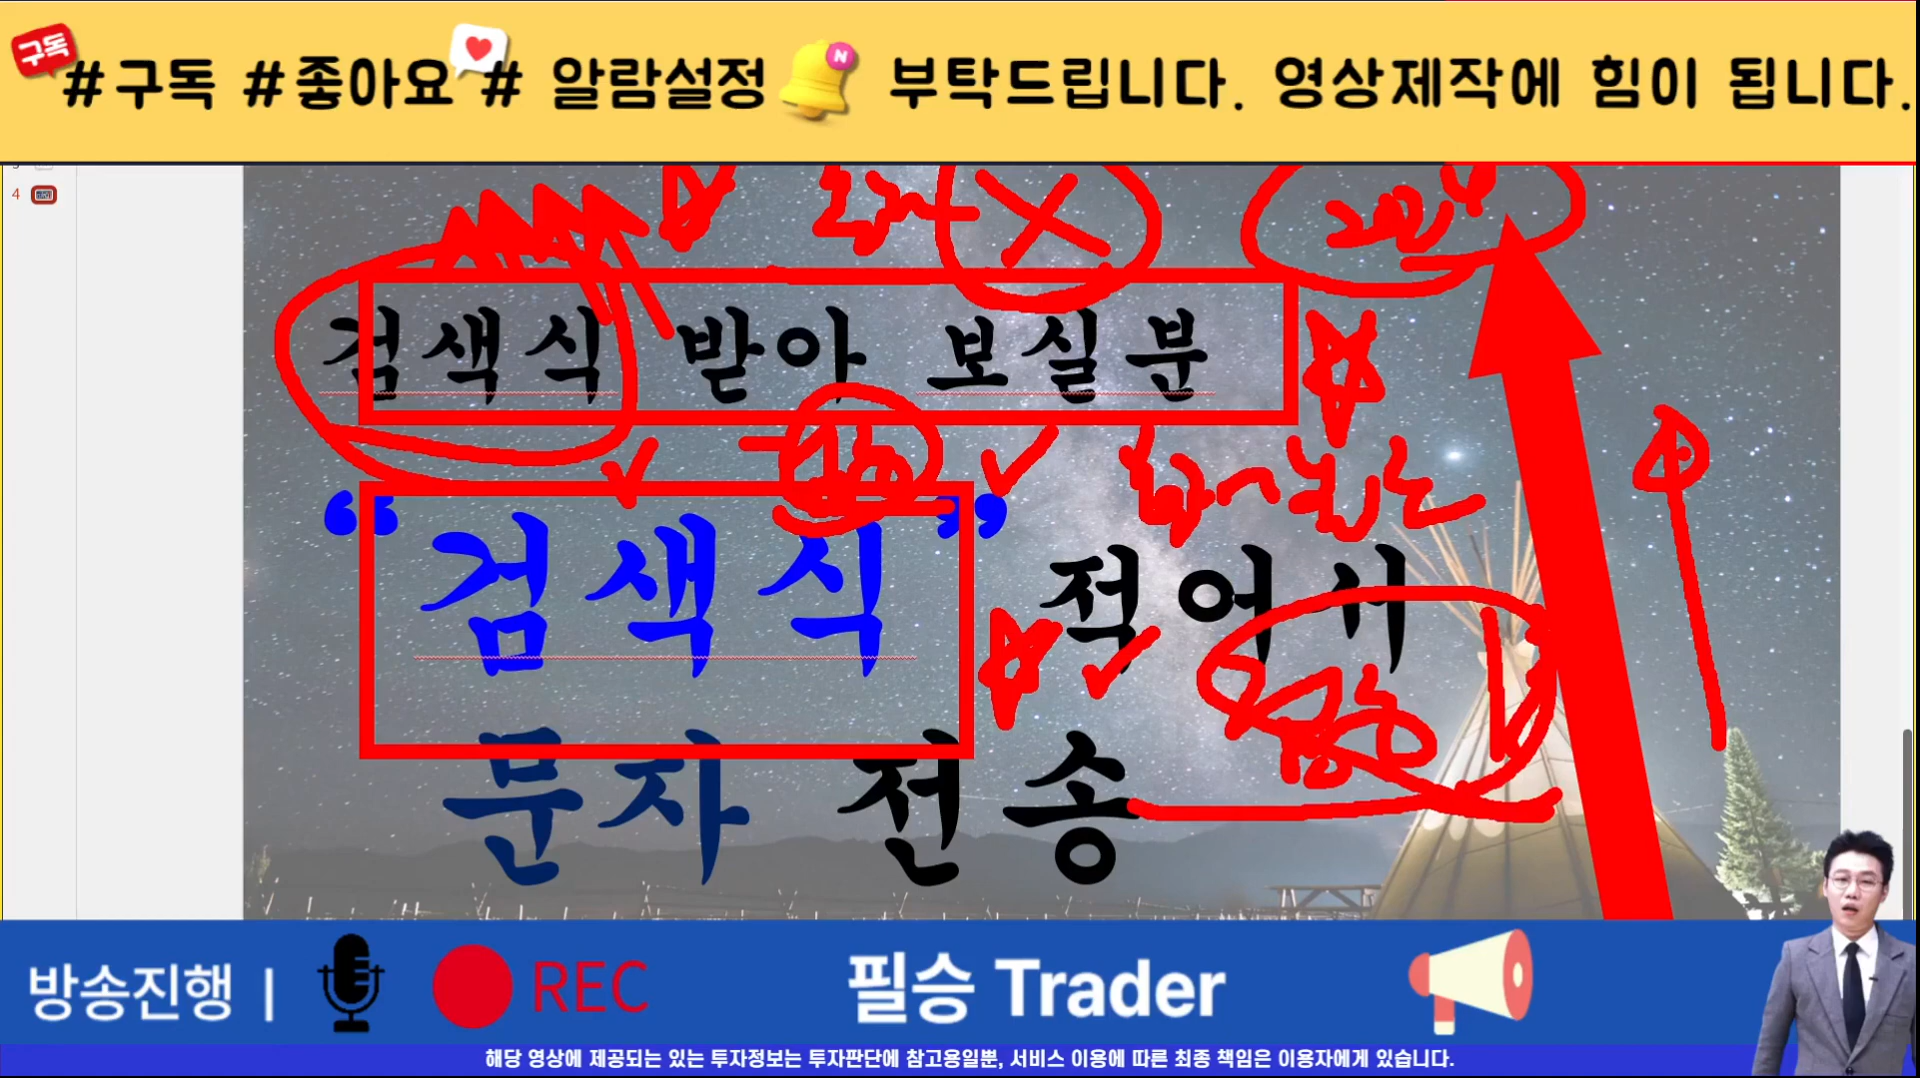 구독
#구독 #좋아요 # 알람설정 N 부탁드립니다. 영상제작에 힘이 됩니다.
4
검색식 받아 보실분
“검색식” 적어서
문자 전송
방송진행 | REC 필승 Trader
해당 영상에 제공되는 있는 투자정보는 투자판단에 참고용일뿐, 서비스 이용에 따른 최종 책임은 이용자에게 있습니다.